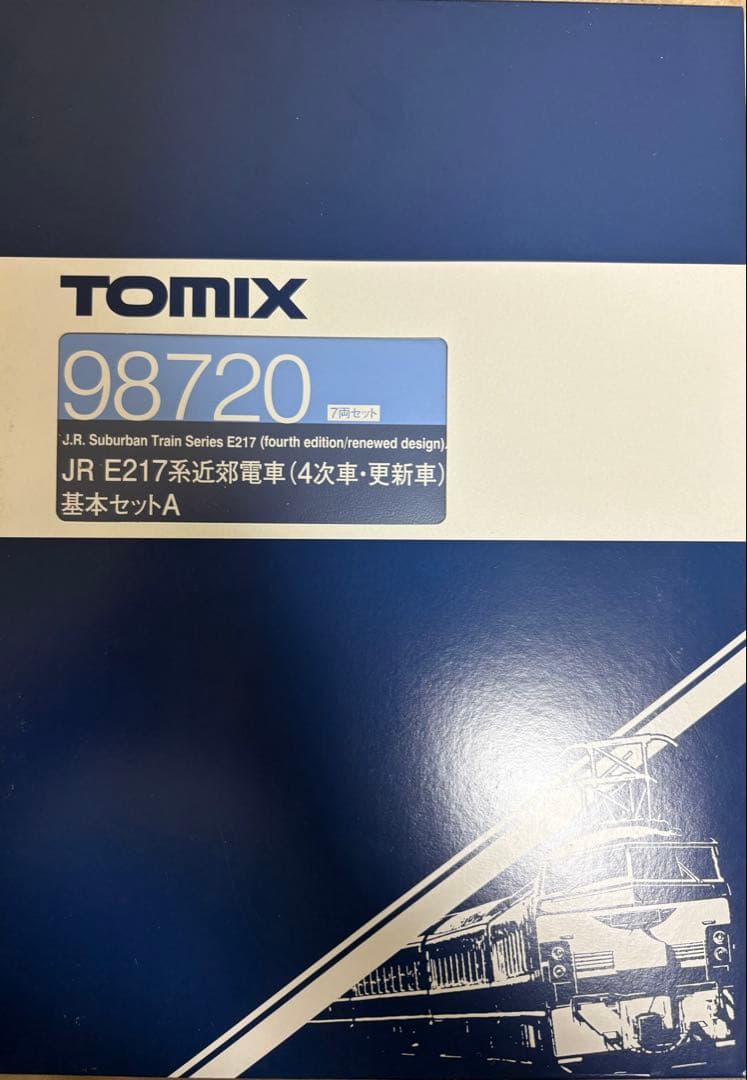 TOMIX
98720
7両セット
J.R. Suburban Train Series E217 (fourth edition/renewed design).
JR E217系近郊電車(4次車・更新車)
基本セットA